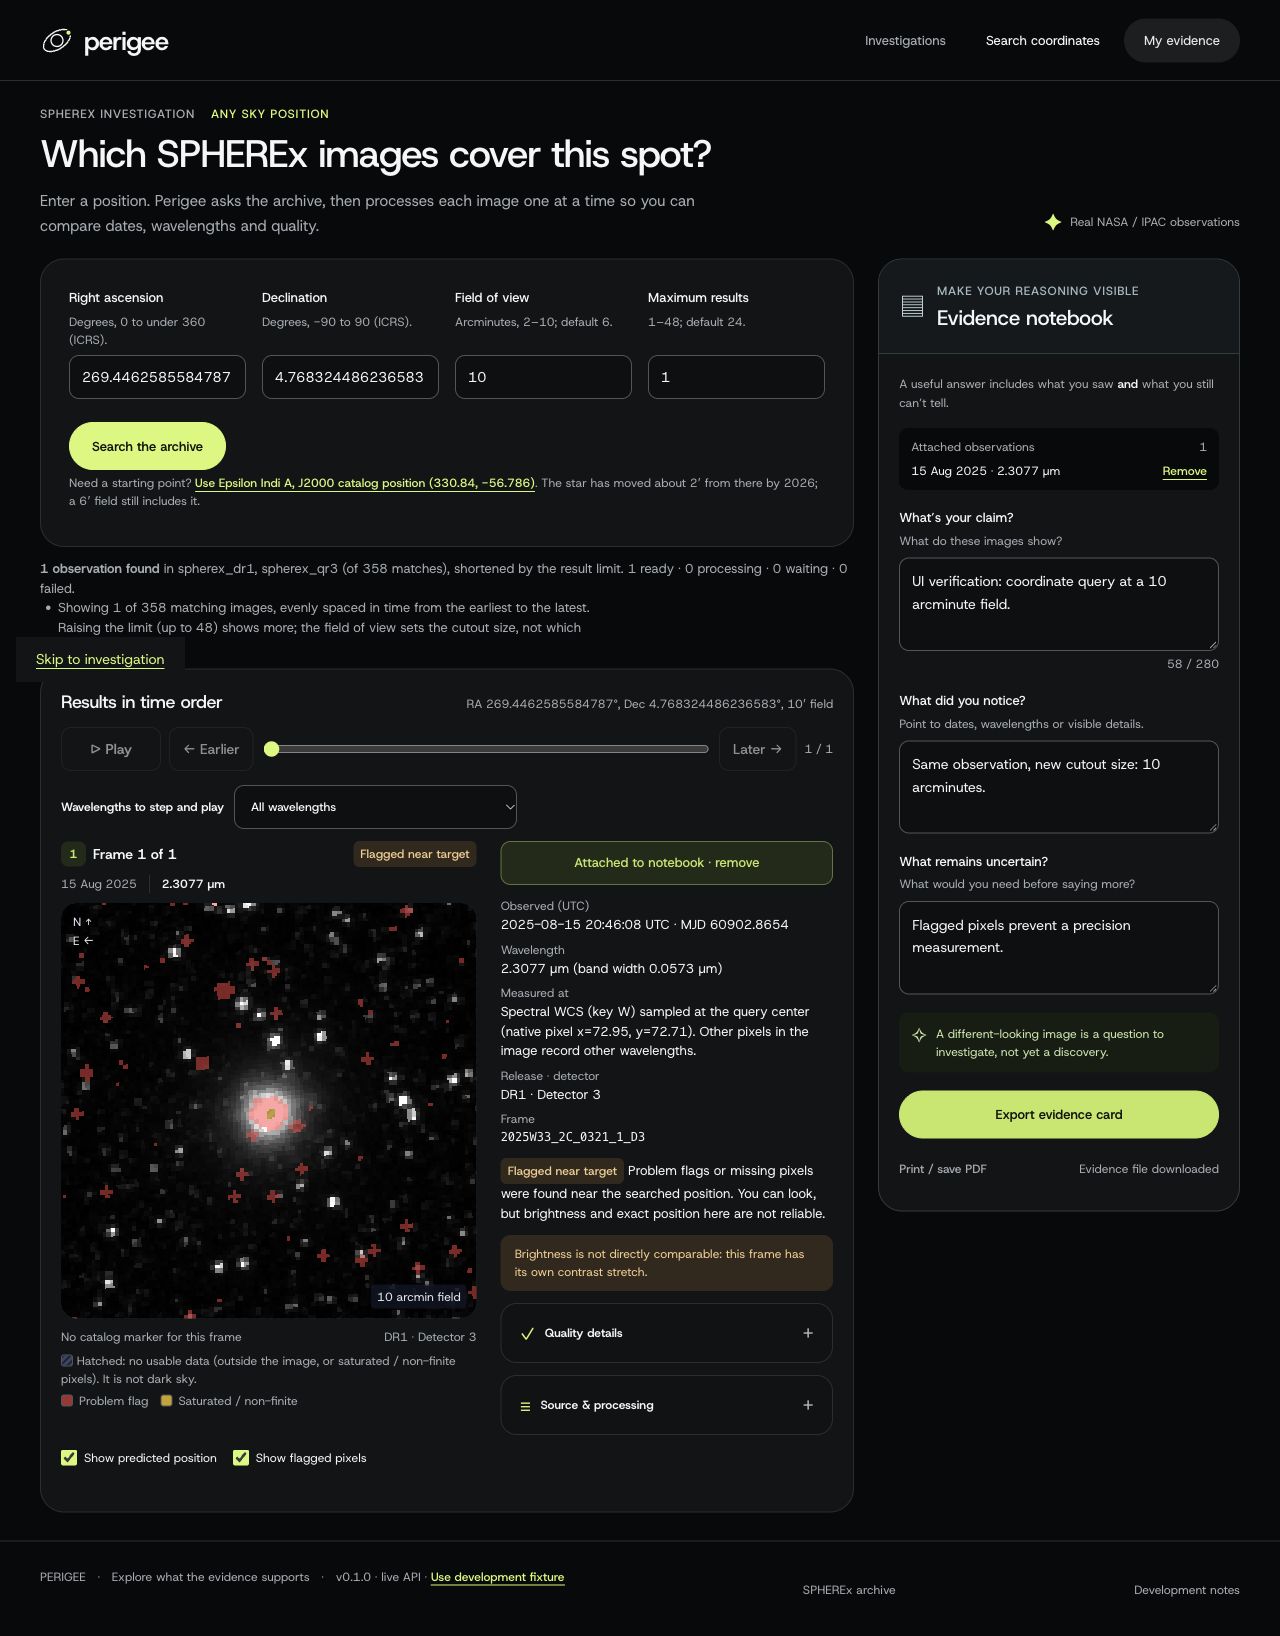 perigee
Investigations
Search coordinates
My evidence
SPHEREX INVESTIGATION ANY SKY POSITION
Which SPHEREx images cover this spot?
Enter a position. Perigee asks the archive, then processes each image one at a time so you can
compare dates, wavelengths and quality.
Real NASA / IPAC observations
Right ascension
Degrees, 0 to under 360
(ICRS).
269.4462585584787
Declination
Degrees, −90 to 90 (ICRS).
4.768324486236583
Field of view
Arcminutes, 2–10; default 6.
10
Maximum results
1–48; default 24.
1
Search the archive
Need a starting point? Use Epsilon Indi A, J2000 catalog position (330.84, −56.786). The star has moved about 2′ from there by 2026;
a 6′ field still includes it.
1 observation found in spherex_dr1, spherex_qr3 (of 358 matches), shortened by the result limit. 1 ready · 0 processing · 0 waiting · 0
failed.
• Showing 1 of 358 matching images, evenly spaced in time from the earliest to the latest.
Raising the limit (up to 48) shows more; the field of view sets the cutout size, not which
Skip to investigation
Results in time order
RA 269.4462585584787°, Dec 4.768324486236583°, 10′ field
Play
← Earlier
Later →
1 / 1
Wavelengths to step and play
All wavelengths
1 Frame 1 of 1
Flagged near target
15 Aug 2025
2.3077 µm
N ↑
E ←
10 arcmin field
No catalog marker for this frame
DR1 · Detector 3
Hatched: no usable data (outside the image, or saturated / non-finite
pixels). It is not dark sky.
Problem flag
Saturated / non-finite
Show predicted position
Show flagged pixels
Attached to notebook · remove
Observed (UTC)
2025-08-15 20:46:08 UTC · MJD 60902.8654
Wavelength
2.3077 µm (band width 0.0573 µm)
Measured at
Spectral WCS (key W) sampled at the query center
(native pixel x=72.95, y=72.71). Other pixels in the
image record other wavelengths.
Release · detector
DR1 · Detector 3
Frame
2025W33_2C_0321_1_D3
Flagged near target Problem flags or missing pixels
were found near the searched position. You can look,
but brightness and exact position here are not reliable.
Brightness is not directly comparable: this frame has
its own contrast stretch.
Quality details +
Source & processing +
MAKE YOUR REASONING VISIBLE
Evidence notebook
A useful answer includes what you saw and what you still
can't tell.
Attached observations 1
15 Aug 2025 · 2.3077 µm Remove
What's your claim?
What do these images show?
UI verification: coordinate query at a 10
arcminute field.
58 / 280
What did you notice?
Point to dates, wavelengths or visible details.
Same observation, new cutout size: 10
arcminutes.
What remains uncertain?
What would you need before saying more?
Flagged pixels prevent a precision
measurement.
A different-looking image is a question to
investigate, not yet a discovery.
Export evidence card
Print / save PDF
Evidence file downloaded
PERIGEE · Explore what the evidence supports · v0.1.0 · live API · Use development fixture
SPHEREx archive
Development notes